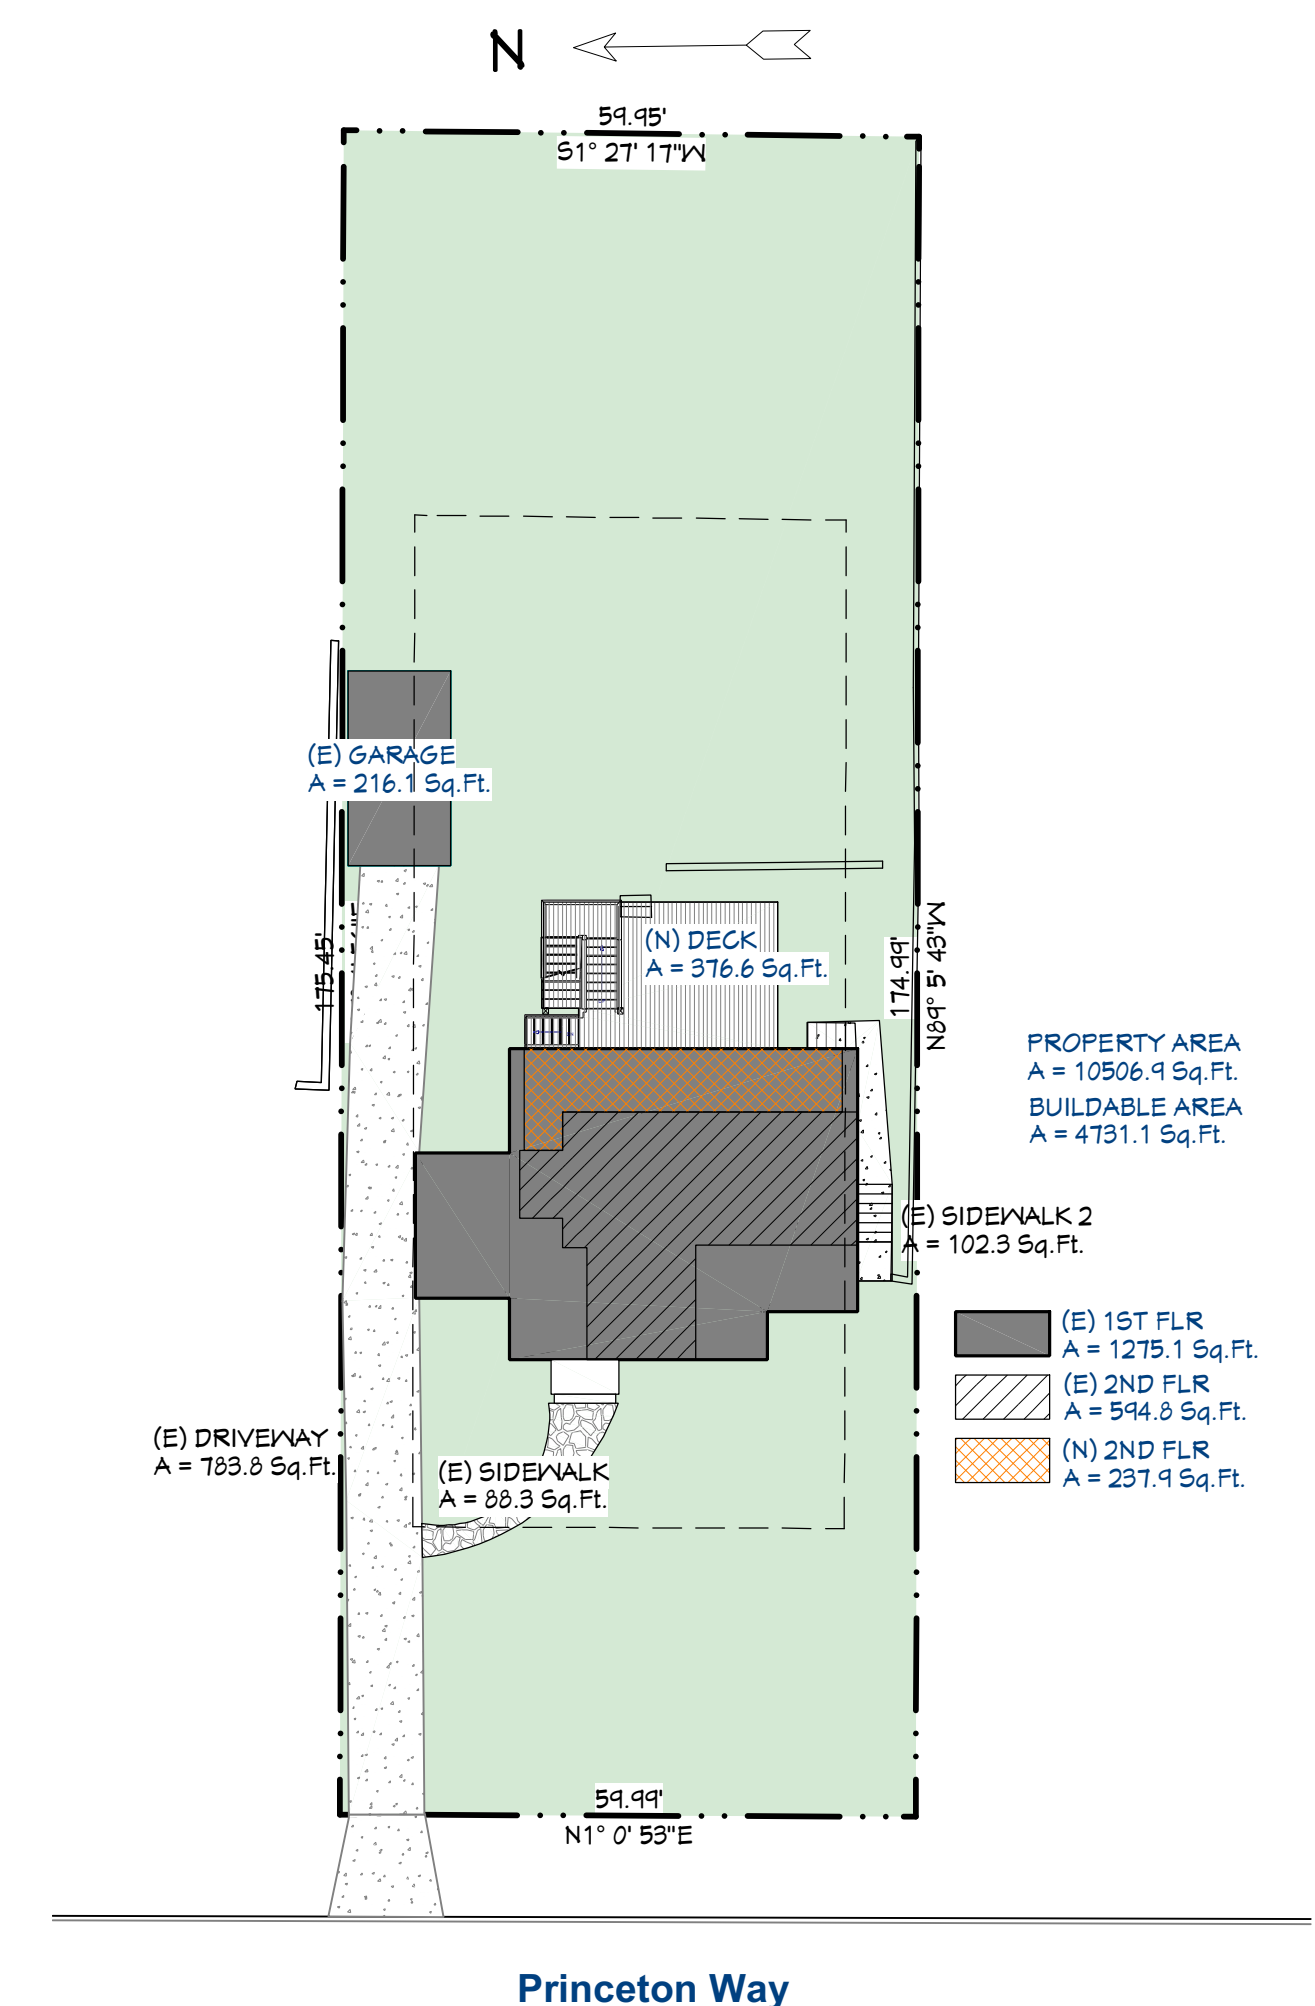 N
59.95'
S1° 27' 17"W
(E) GARAGE
A = 216.1 Sq.Ft.
175.45'
(N) DECK
A = 376.6 Sq.Ft.
174.99'
N89° 5' 43"W
PROPERTY AREA
A = 10506.9 Sq.Ft.
BUILDABLE AREA
A = 4731.1 Sq.Ft.
(E) SIDEWALK 2
A = 102.3 Sq.Ft.
(E) 1ST FLR
A = 1275.1 Sq.Ft.
(E) 2ND FLR
A = 594.8 Sq.Ft.
(N) 2ND FLR
A = 237.9 Sq.Ft.
(E) DRIVEWAY
A = 783.8 Sq.Ft.
(E) SIDEWALK
A = 88.3 Sq.Ft.
59.99'
N1° 0' 53"E
Princeton Way